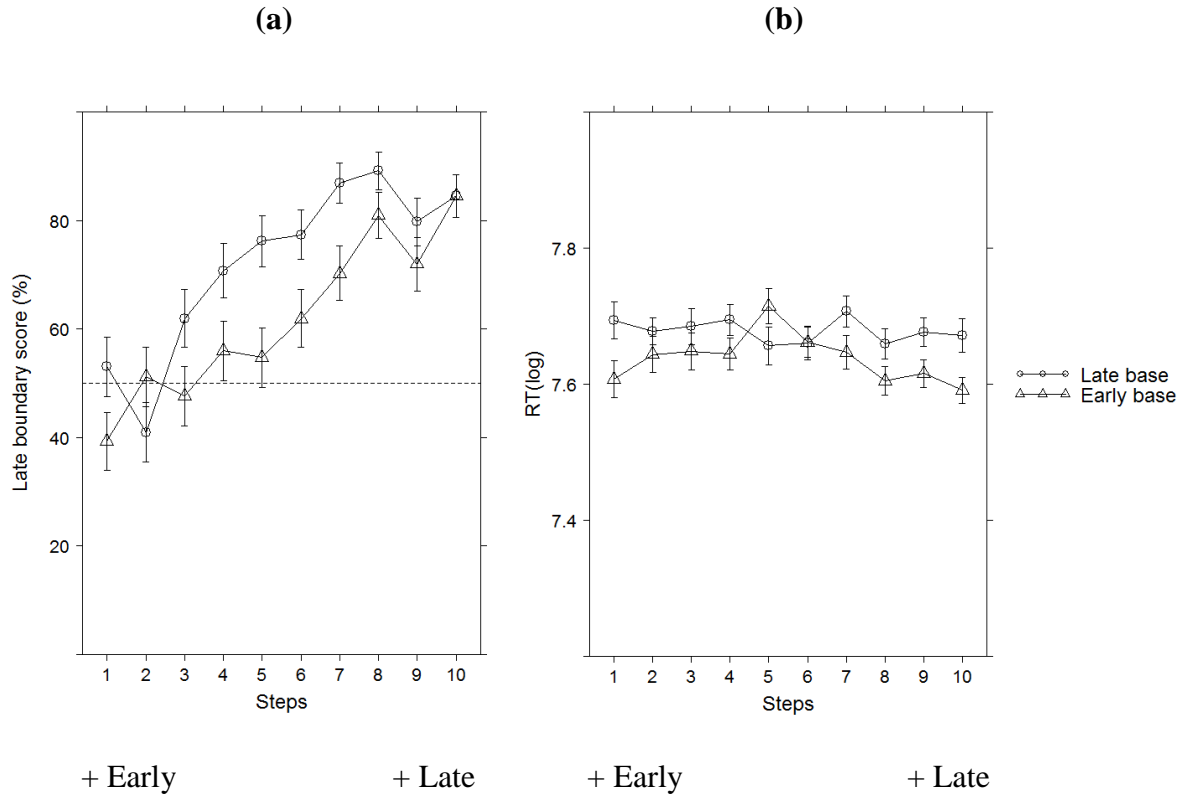 (a)
Late boundary score (%)
80
60
40
20
1 2 3 4 5 6 7 8 9 10
Steps
+ Early + Late
(b)
RT(log)
7.8
7.6
7.4
1 2 3 4 5 6 7 8 9 10
Steps
+ Early + Late
Late base
Early base